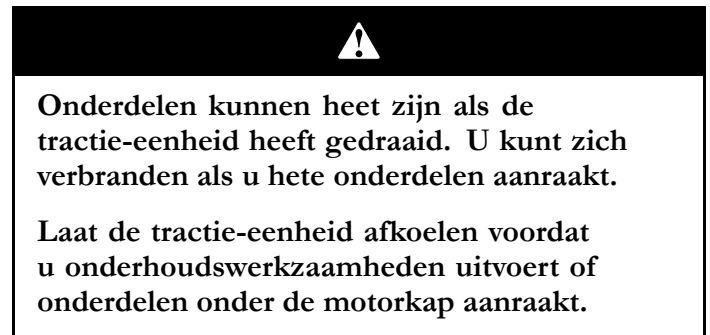 Onderdelen kunnen heet zijn als de
tractie-eenheid heeft gedraaid. U kunt zich
verbranden als u hete onderdelen aanraakt.
Laat de tractie-eenheid afkoelen voordat
u onderhoudswerkzaamheden uitvoert of
onderdelen onder de motorkap aanraakt.